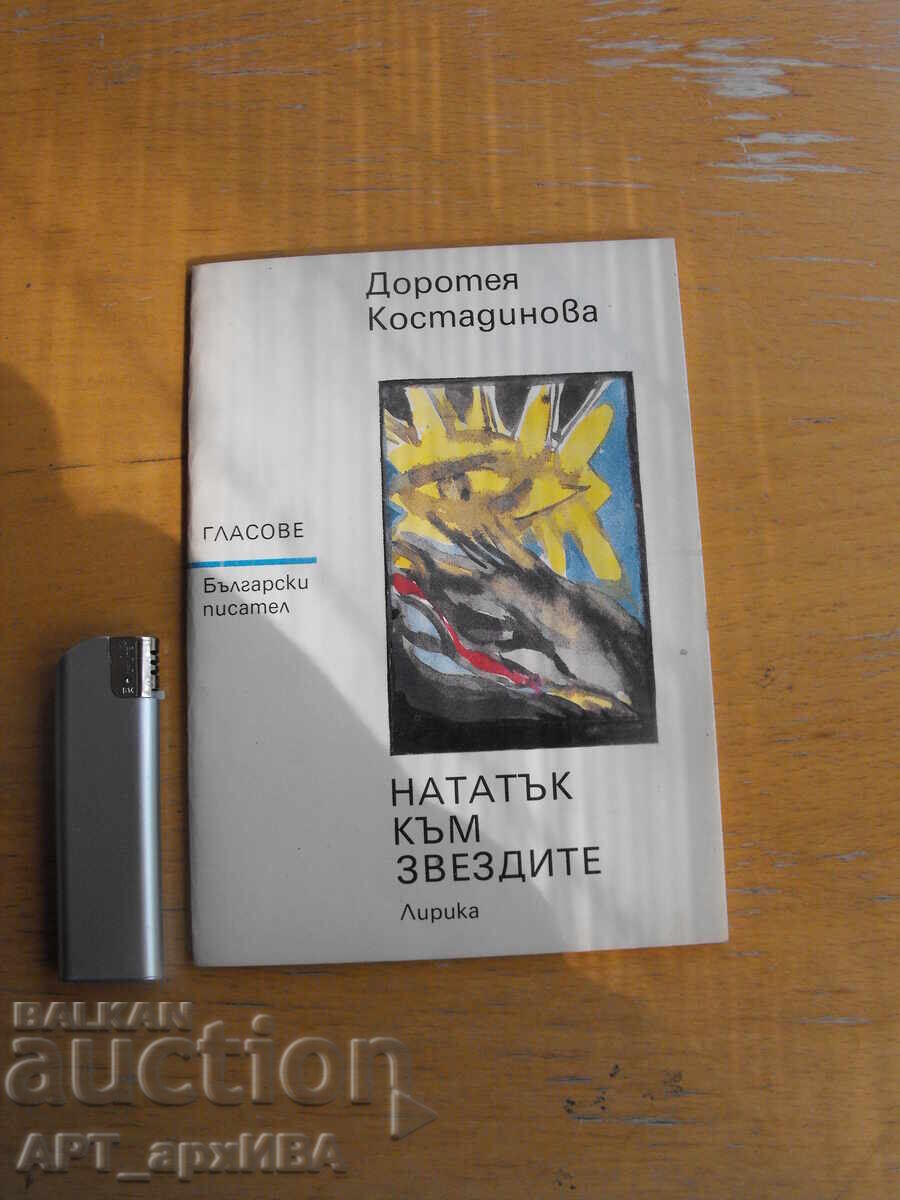 Доротея
Костадинова
ГЛАСОВЕ
Български
писател
НАТАТЪК
КЪМ
ЗВЕЗДИТЕ
Лирика
BALKAN
auction
АРТ_архИВА